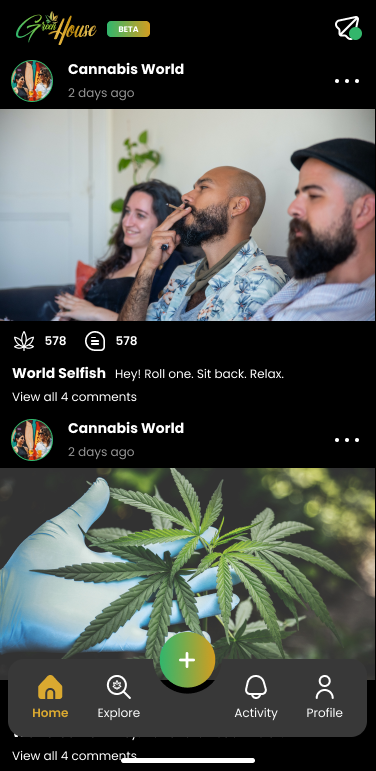 Green House
BETA
Cannabis World
2 days ago
578
578
World Selfish Hey! Roll one. Sit back. Relax.
View all 4 comments
Cannabis World
2 days ago
Home
Explore
Activity
Profile
View all 4 comments